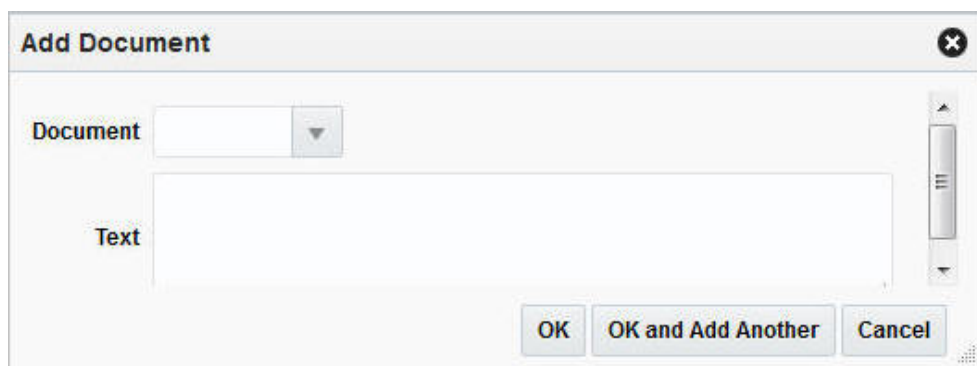 Add Document
Document
Text
OK OK and Add Another Cancel